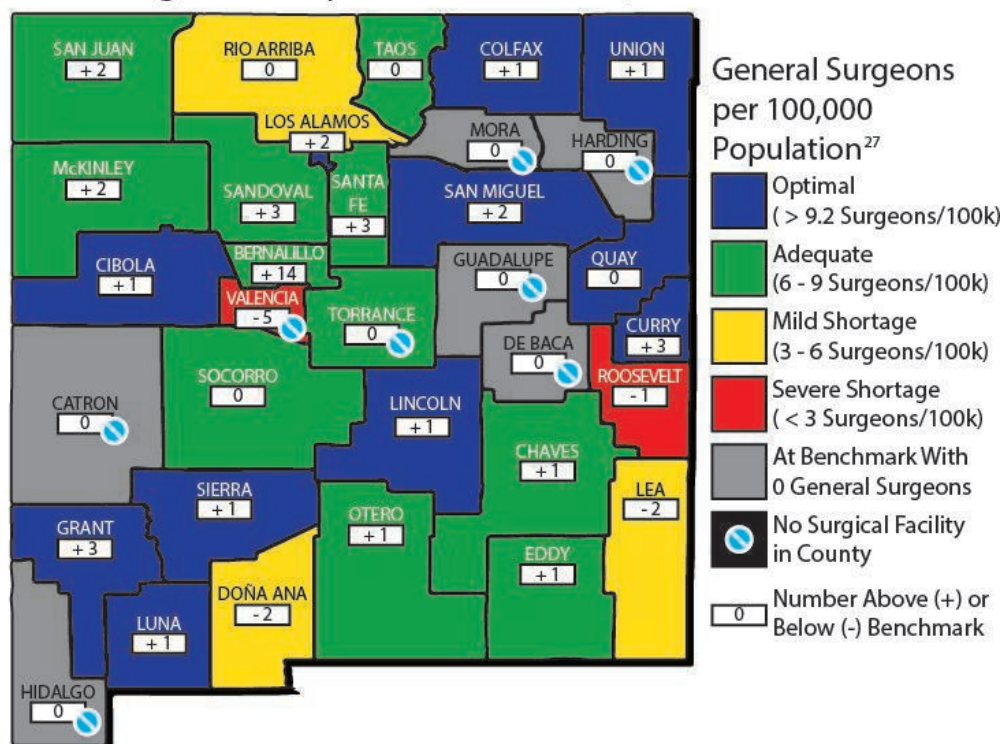 SAN JUAN
+ 2
RIO ARRIBA
0
TAOS
0
COLFAX
+ 1
UNION
+ 1
LOS ALAMOS
+ 2
MORA
0
HARDING
0
McKINLEY
+ 2
SANDOVAL
+ 3
SANTA
FE
+ 3
SAN MIGUEL
+ 2
CIBOLA
+ 1
BERNALILLO
+ 14
GUADALUPE
0
QUAY
0
VALENCIA
- 5
TORRANCE
0
CURRY
+ 3
DE BACA
0
ROOSEVELT
- 1
CATRON
0
SOCORRO
0
LINCOLN
+ 1
CHAVES
+ 1
LEA
- 2
SIERRA
+ 1
GRANT
+ 3
OTERO
+ 1
EDDY
+ 1
DOÑA ANA
- 2
LUNA
+ 1
HIDALGO
0
General Surgeons
per 100,000
Population27
Optimal
( > 9.2 Surgeons/100k)
Adequate
(6 - 9 Surgeons/100k)
Mild Shortage
(3 - 6 Surgeons/100k)
Severe Shortage
( < 3 Surgeons/100k)
At Benchmark With
0 General Surgeons
No Surgical Facility
in County
0
Number Above (+) or
Below (-) Benchmark